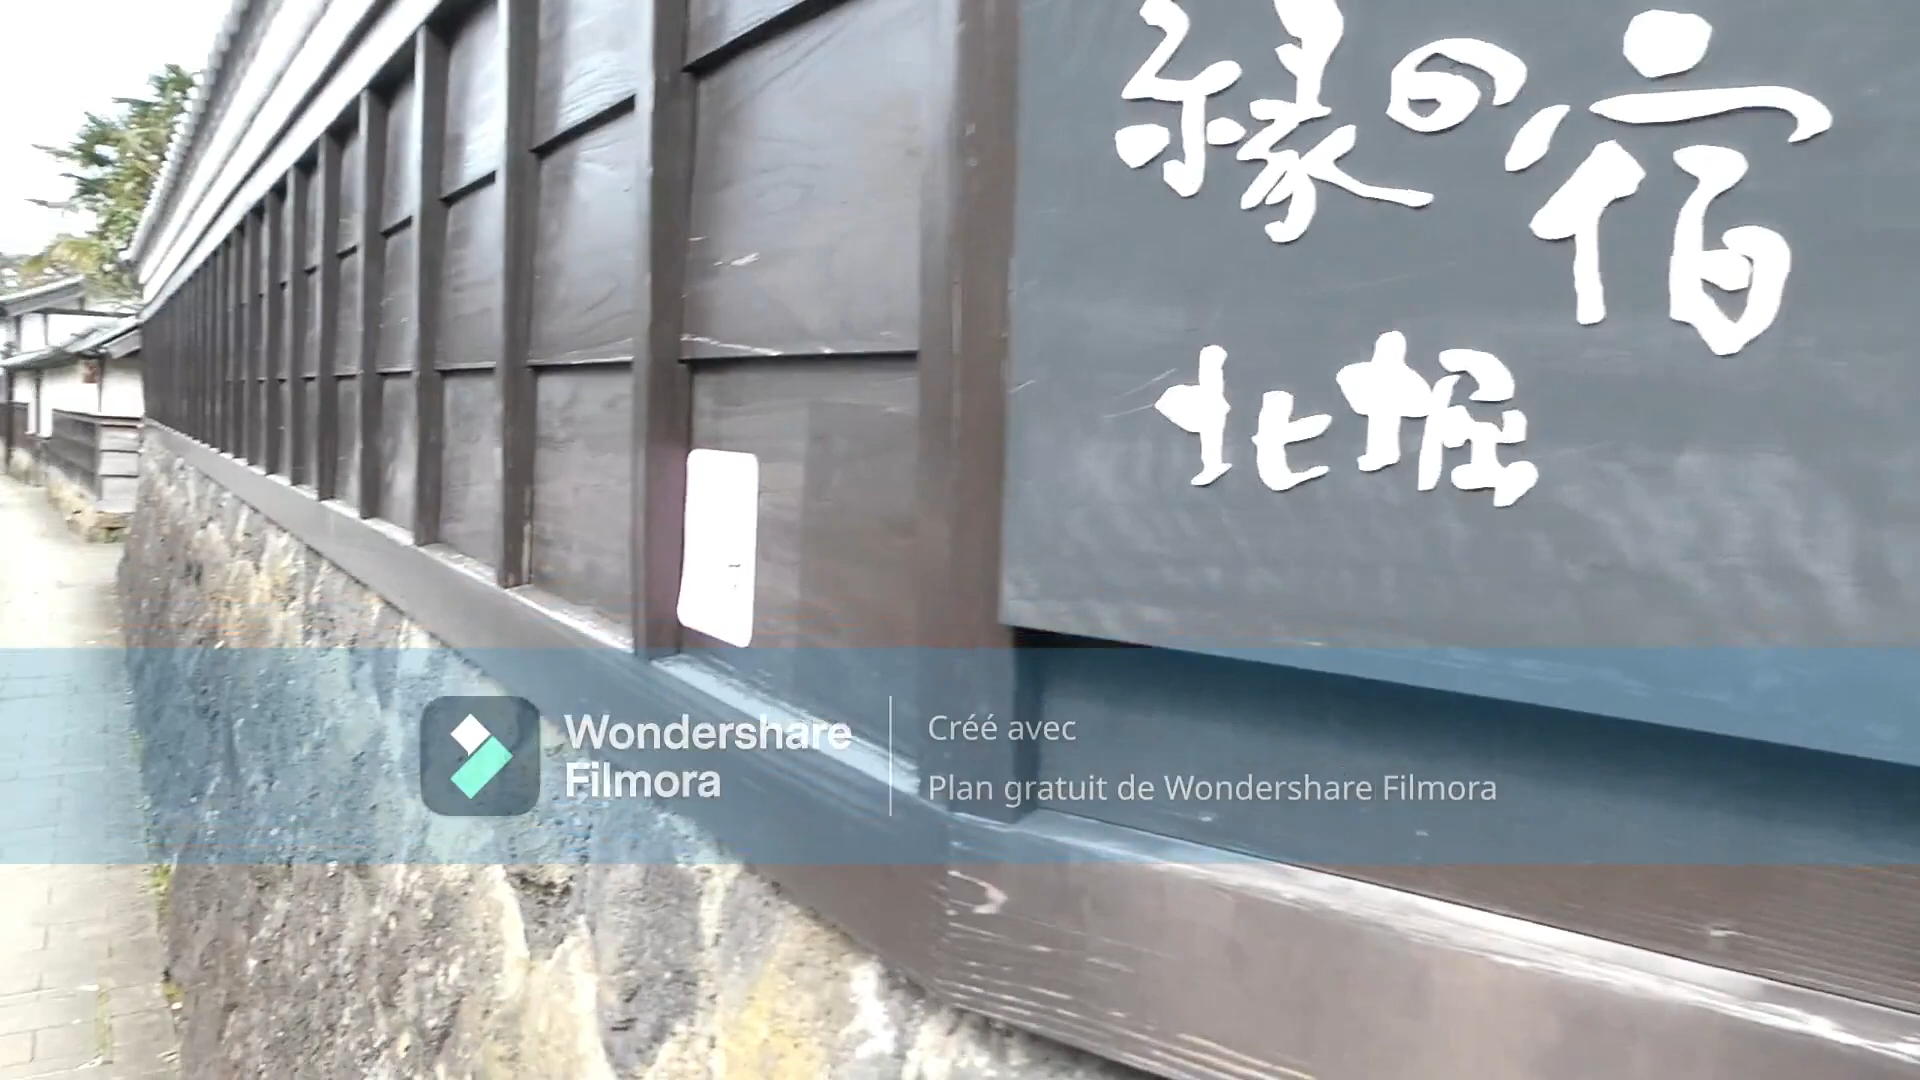 縁の宿
北堀
Wondershare
Filmora
Créé avec
Plan gratuit de Wondershare Filmora